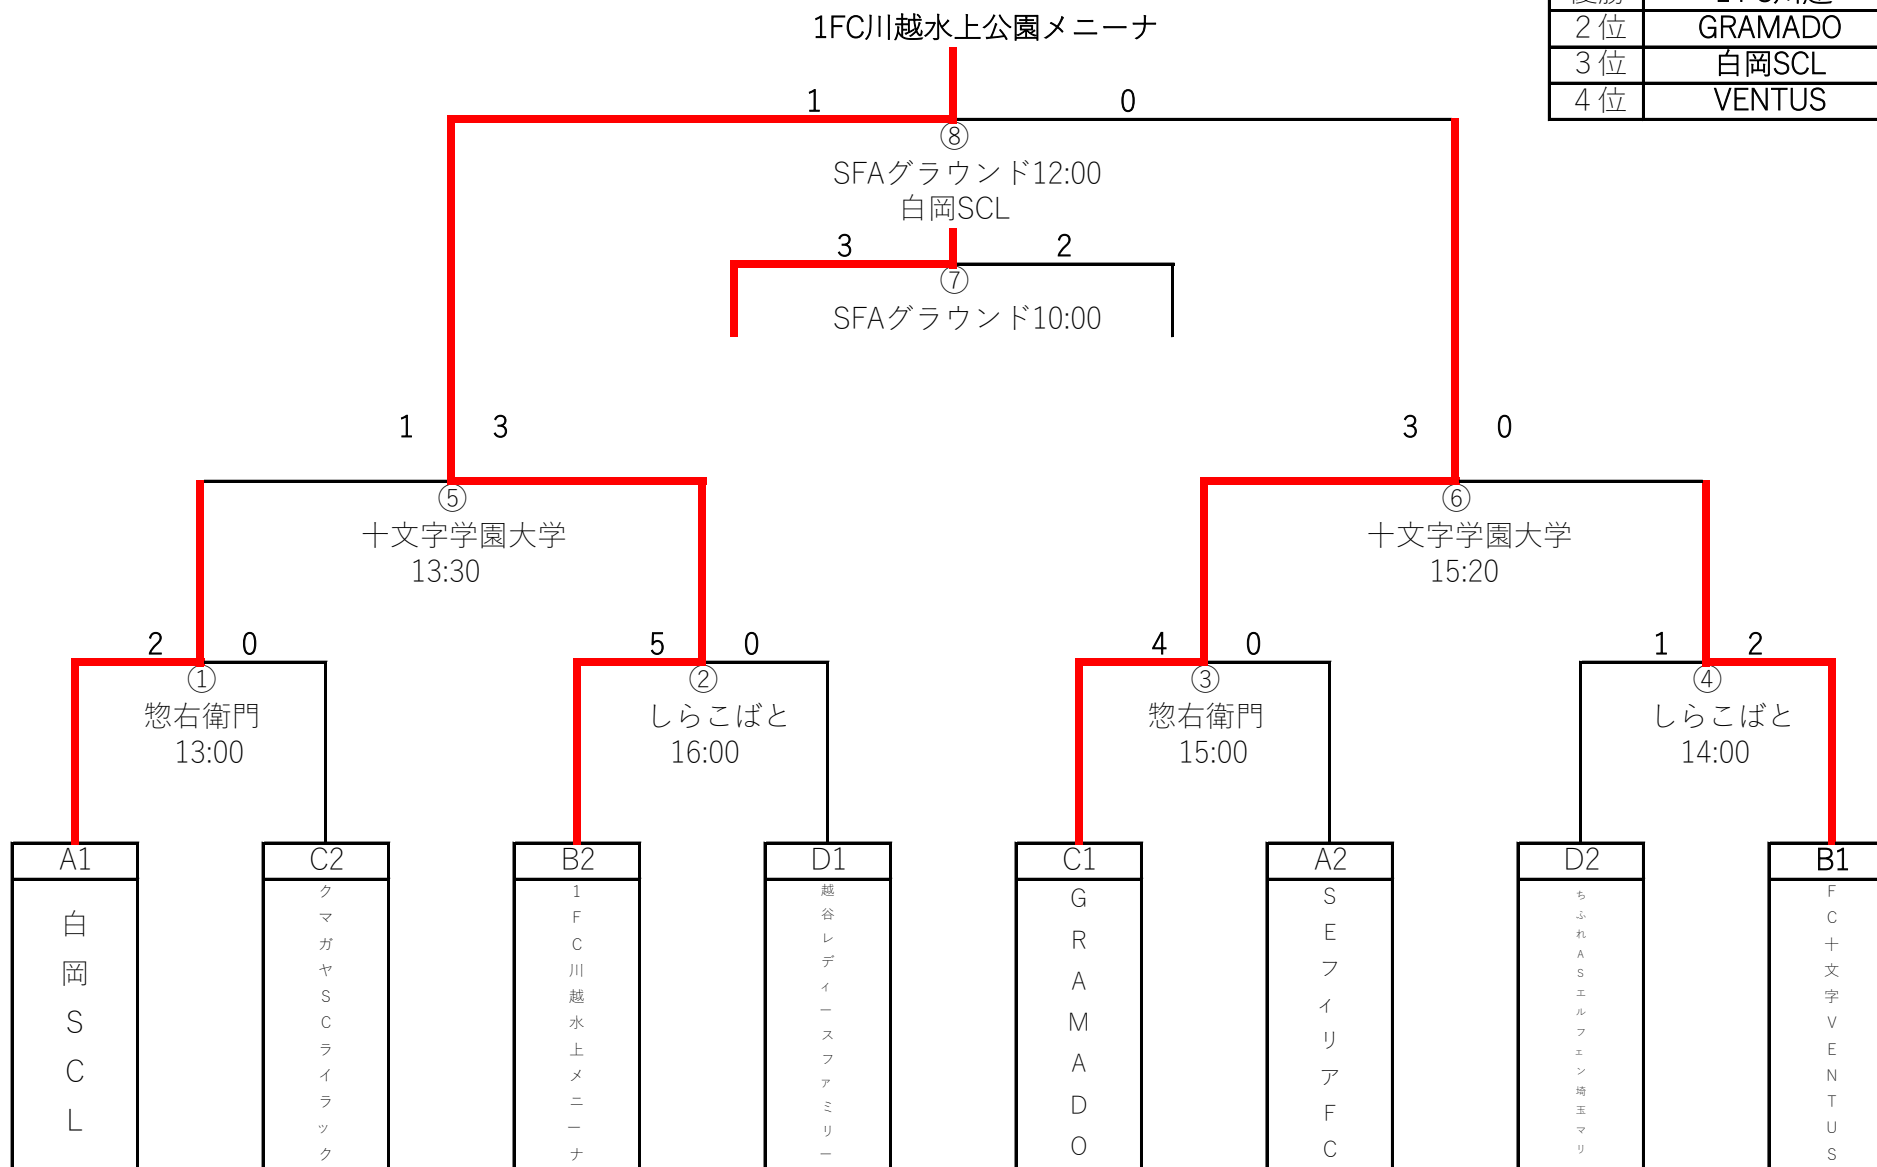 1FC川越水上公園メニーナ
2位 GRAMADO
3位 白岡SCL
4位 VENTUS
1 0
⑧
SFAグラウンド12:00
白岡SCL
3 2
⑦
SFAグラウンド10:00
1 3 3 0
⑤ ⑥
十文字学園大学 十文字学園大学
13:30 15:20
2 0 5 0 4 0 1 2
① ② ③ ④
惣右衛門 しらこばと 惣右衛門 しらこばと
13:00 16:00 15:00 14:00
A1 C2 B2 D1 C1 A2 D2 B1
白岡SCL
クマガヤSCライラック
1FC川越水上メニーナ
越谷レディースファミリー
GRAMADO
SEフィリアFC
ちふれASエルフェン埼玉マリ
FC十文字VENTUS